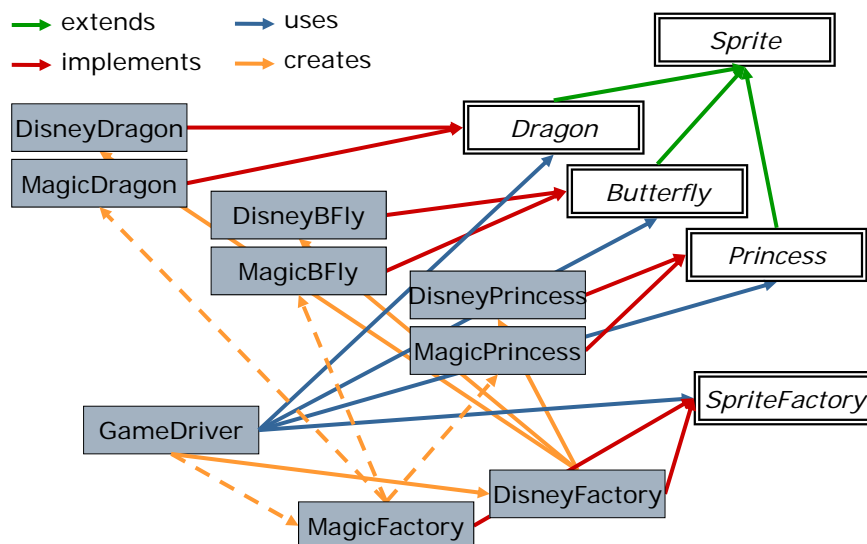 extends
uses
implements
creates
Sprite
DisneyDragon
Dragon
MagicDragon
Butterfly
DisneyBFly
Princess
MagicBFly
DisneyPrincess
MagicPrincess
SpriteFactory
GameDriver
DisneyFactory
MagicFactory